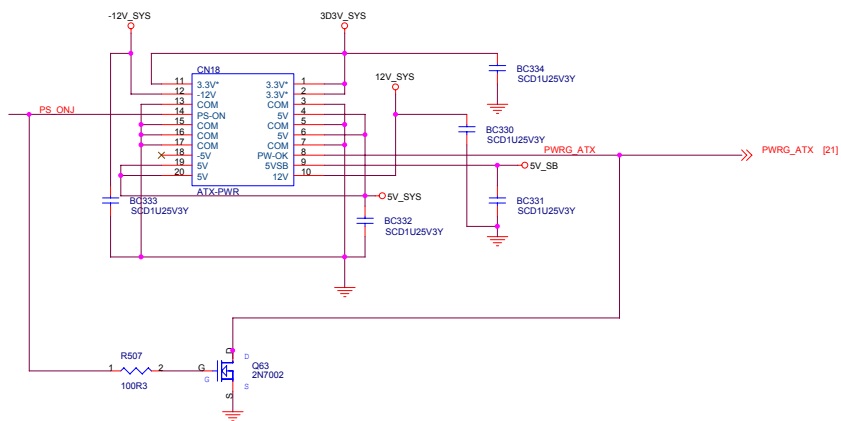 -12V_SYS
3D3V_SYS
CN18
12V_SYS
BC334
SCD1U25V3Y
11 3.3V* 3.3V* 1
12 -12V 3.3V* 2
13 COM COM 3
PS_ONJ 14 PS-ON 5V 4
15 COM COM 5
16 COM 5V 6
17 COM COM 7
18 -5V PW-OK 8
19 5V 5VSB 9
20 5V 12V 10
ATX-PWR
BC330
SCD1U25V3Y
PWRG_ATX
PWRG_ATX [21]
5V_SB
5V_SYS
BC333
SCD1U25V3Y
BC332
SCD1U25V3Y
BC331
SCD1U25V3Y
R507
1 2
100R3
G
G
D
D
Q63
2N7002
S
S